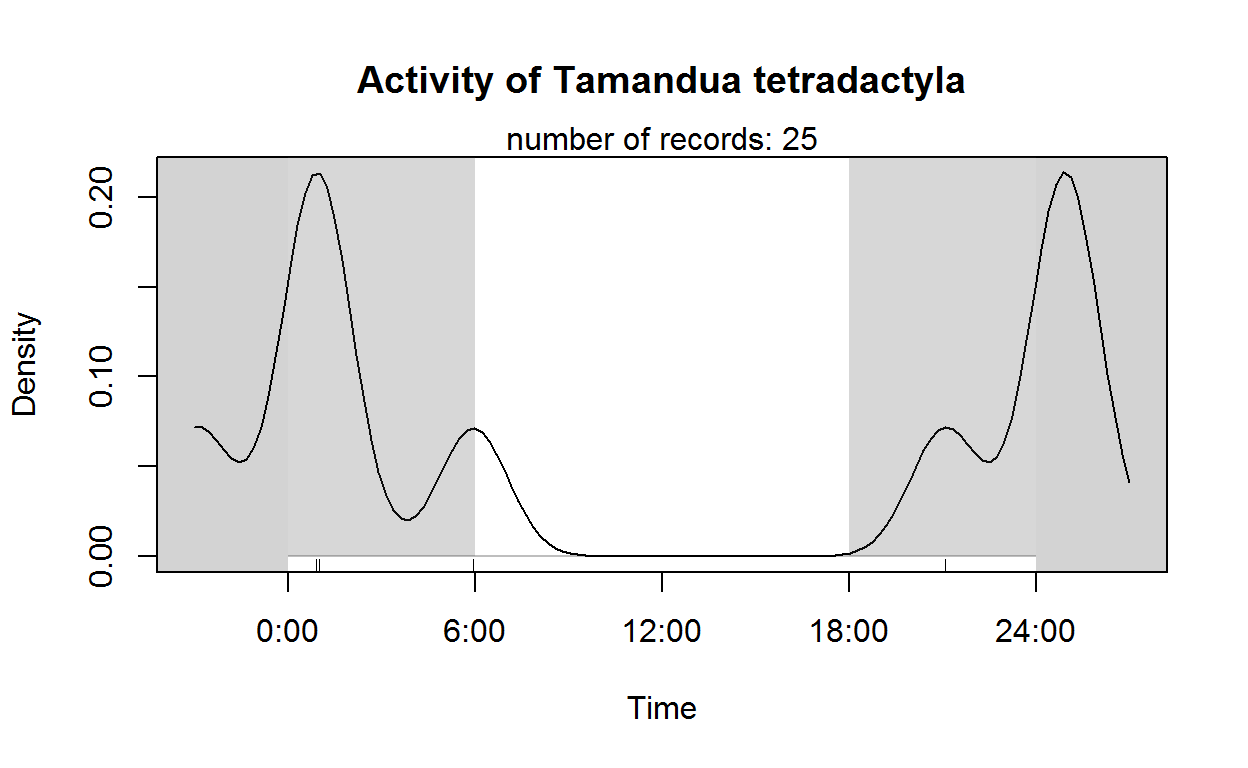 Activity of Tamandua tetradactyla
number of records: 25
Density
0.20
0.10
0.00
0:00 6:00 12:00 18:00 24:00
Time